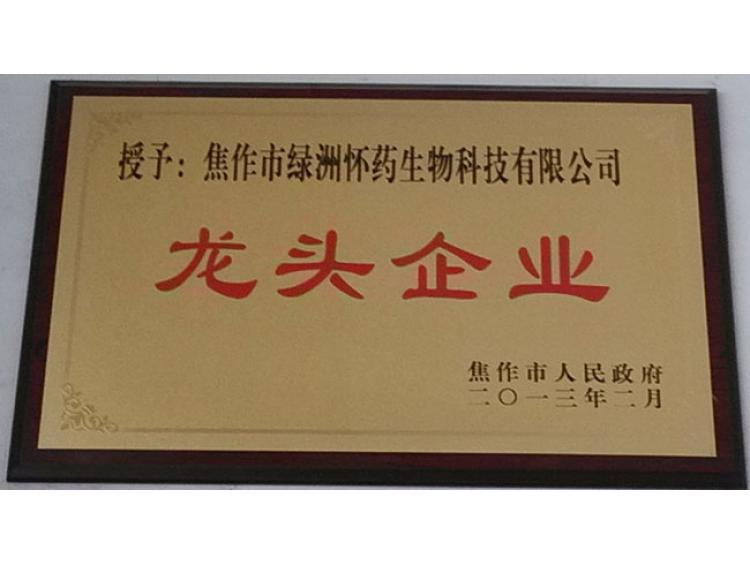 授予：焦作市绿洲怀药生物科技有限公司
龙头企业
焦作市人民政府
二〇一三年二月